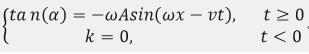 tan(α) = −ωAsin(ωx − vt), t ≥ 0
k = 0, t < 0